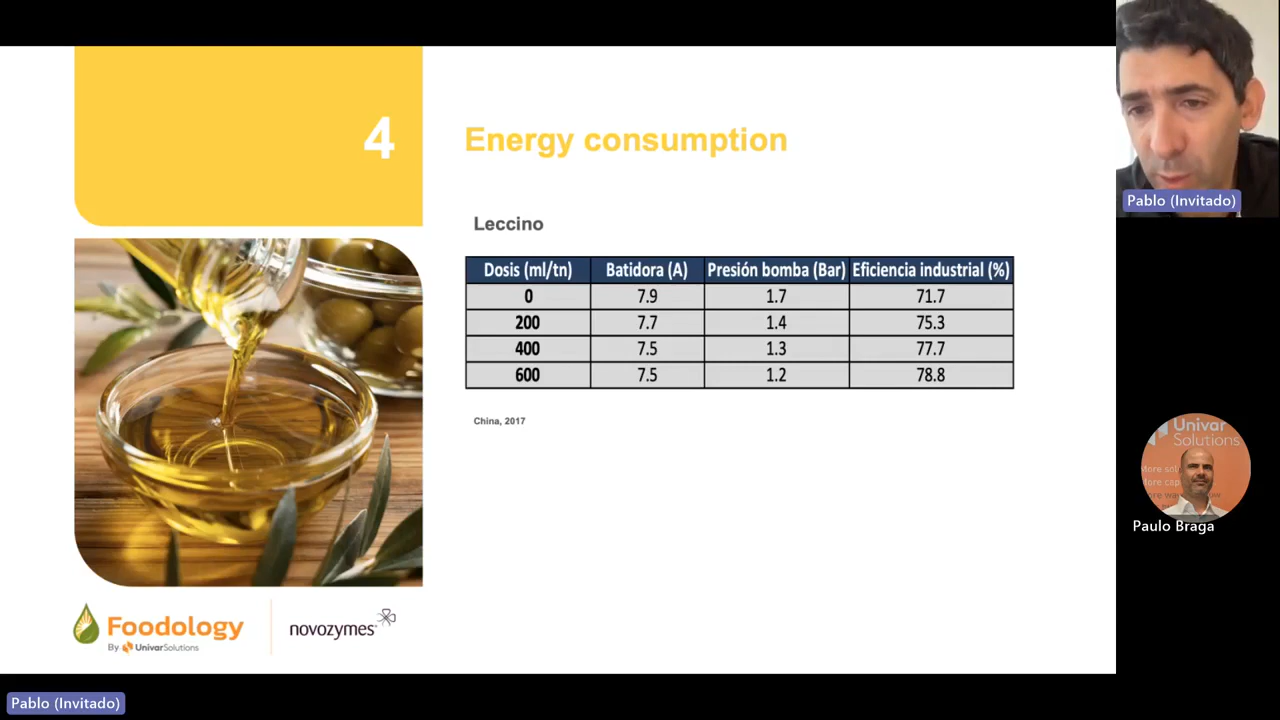 4
Energy consumption
Leccino
Dosis (ml/tn) Batidora (A) Presión bomba (Bar) Eficiencia industrial (%)
0 7.9 1.7 71.7
200 7.7 1.4 75.3
400 7.5 1.3 77.7
600 7.5 1.2 78.8
China, 2017
Foodology
By Univar Solutions
novozymes
Pablo (Invitado)
Univar
Solutions
Paulo Braga
Pablo (Invitado)